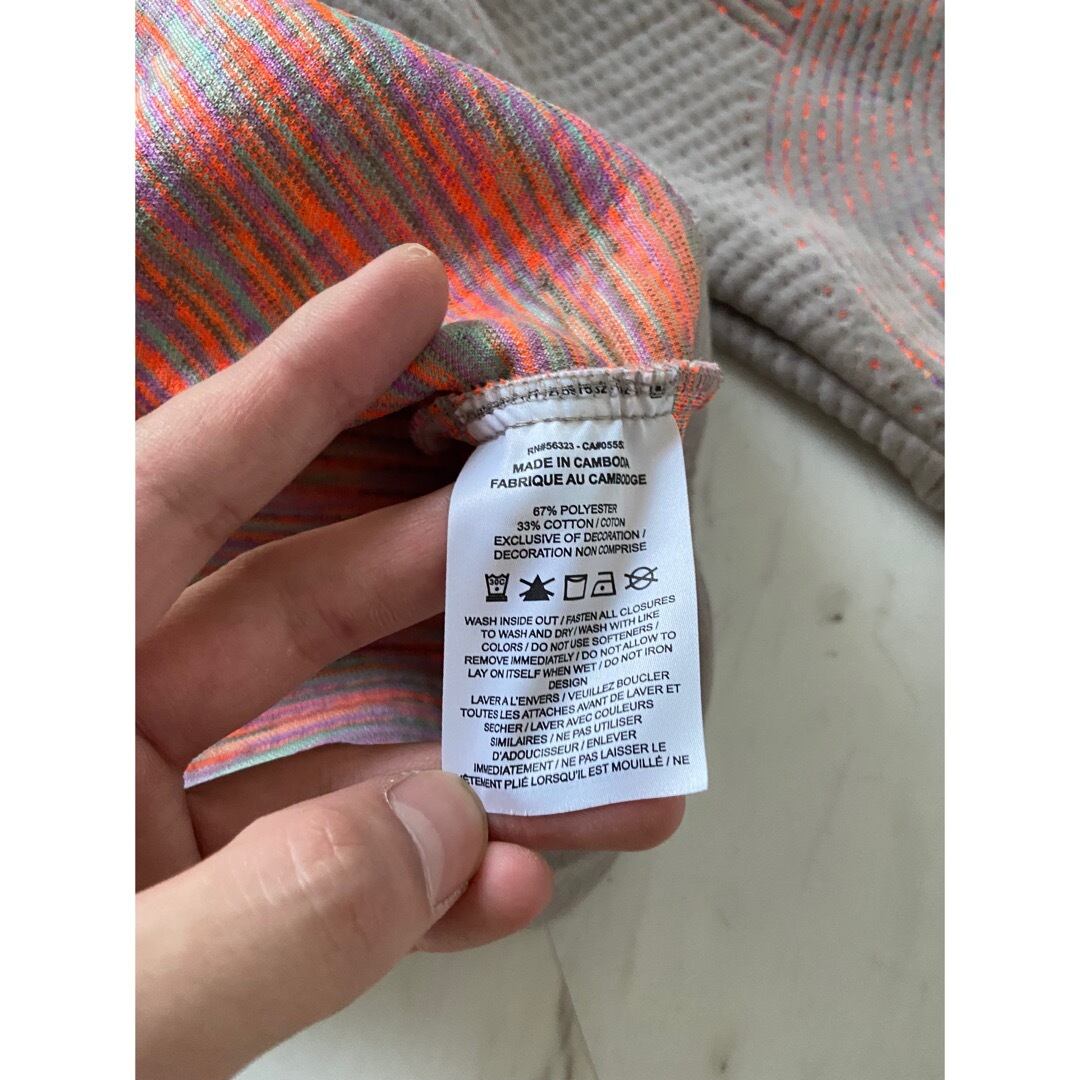 RN#56323 - CA#0555
MADE IN CAMBODIA
FABRIQUE AU CAMBODGE
67% POLYESTER
33% COTTON / COTON
EXCLUSIVE OF DECORATION /
DECORATION NON COMPRISE
30C
WASH INSIDE OUT / FASTEN ALL CLOSURES
TO WASH AND DRY / WASH WITH LIKE
COLORS / DO NOT USE SOFTENERS /
REMOVE IMMEDIATELY / DO NOT ALLOW TO
LAY ON ITSELF WHEN WET / DO NOT IRON
DESIGN
LAVER A L'ENVERS / VEUILLEZ BOUCLER
TOUTES LES ATTACHES AVANT DE LAVER ET
SECHER / LAVER AVEC COULEURS
SIMILAIRES / NE PAS UTILISER
D'ADOUCISSEUR / ENLEVER
IMMEDIATEMENT / NE PAS LAISSER LE
VÊTEMENT PLIÉ LORSQU'IL EST MOUILLÉ / NE